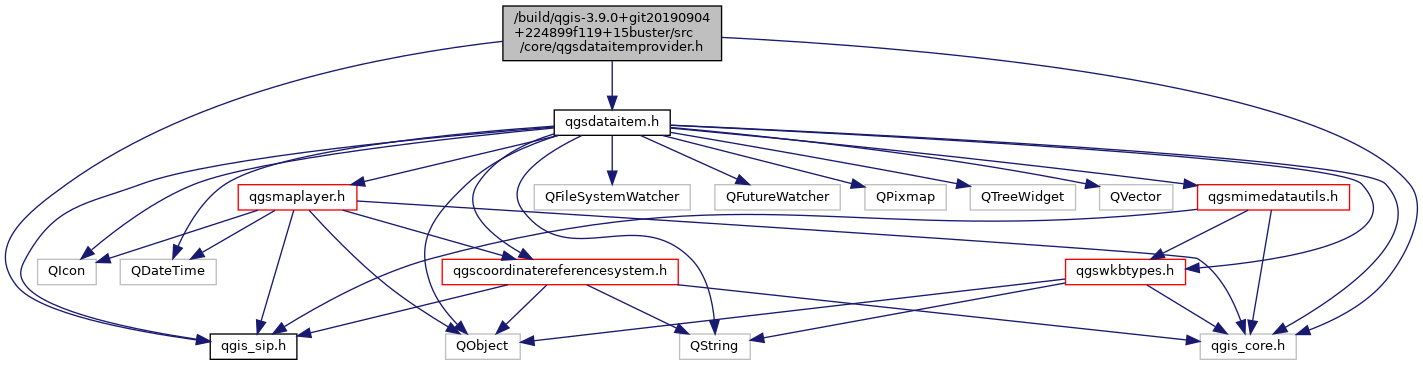 /build/qgis-3.9.0+git20190904
+224899f119+15buster/src
/core/qgsdataitemprovider.h
qgsdataitem.h
qgsmaplayer.h
QFileSystemWatcher
QFutureWatcher
QPixmap
QTreeWidget
QVector
qgsmimedatautils.h
QIcon
QDateTime
qgscoordinatereferencesystem.h
qgswkbtypes.h
qgis_sip.h
QObject
QString
qgis_core.h